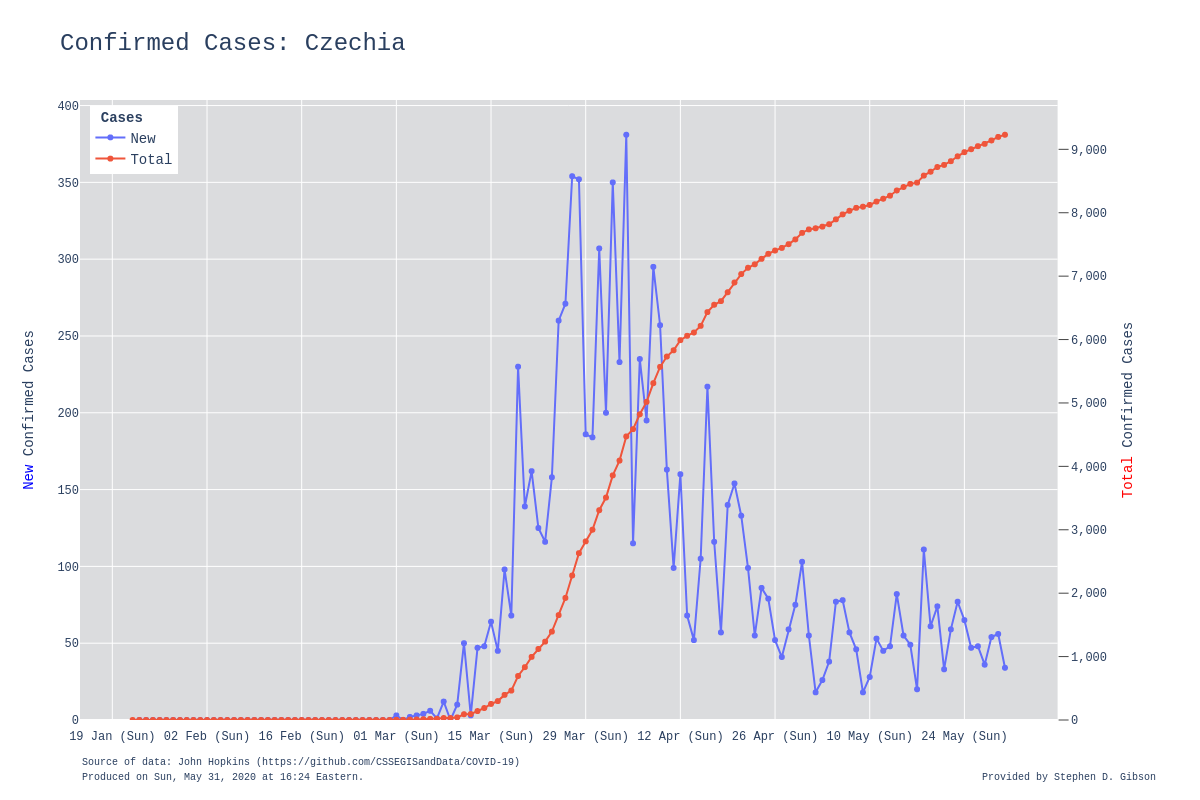 Confirmed Cases: Czechia
Cases
New
Total
400
350
300
250
200
150
100
50
0
9,000
8,000
7,000
6,000
5,000
4,000
3,000
2,000
1,000
0
New Confirmed Cases
Total Confirmed Cases
19 Jan (Sun) 02 Feb (Sun) 16 Feb (Sun) 01 Mar (Sun) 15 Mar (Sun) 29 Mar (Sun) 12 Apr (Sun) 26 Apr (Sun) 10 May (Sun) 24 May (Sun)
Source of data: John Hopkins (https://github.com/CSSEGISandData/COVID-19)
Produced on Sun, May 31, 2020 at 16:24 Eastern.
Provided by Stephen D. Gibson